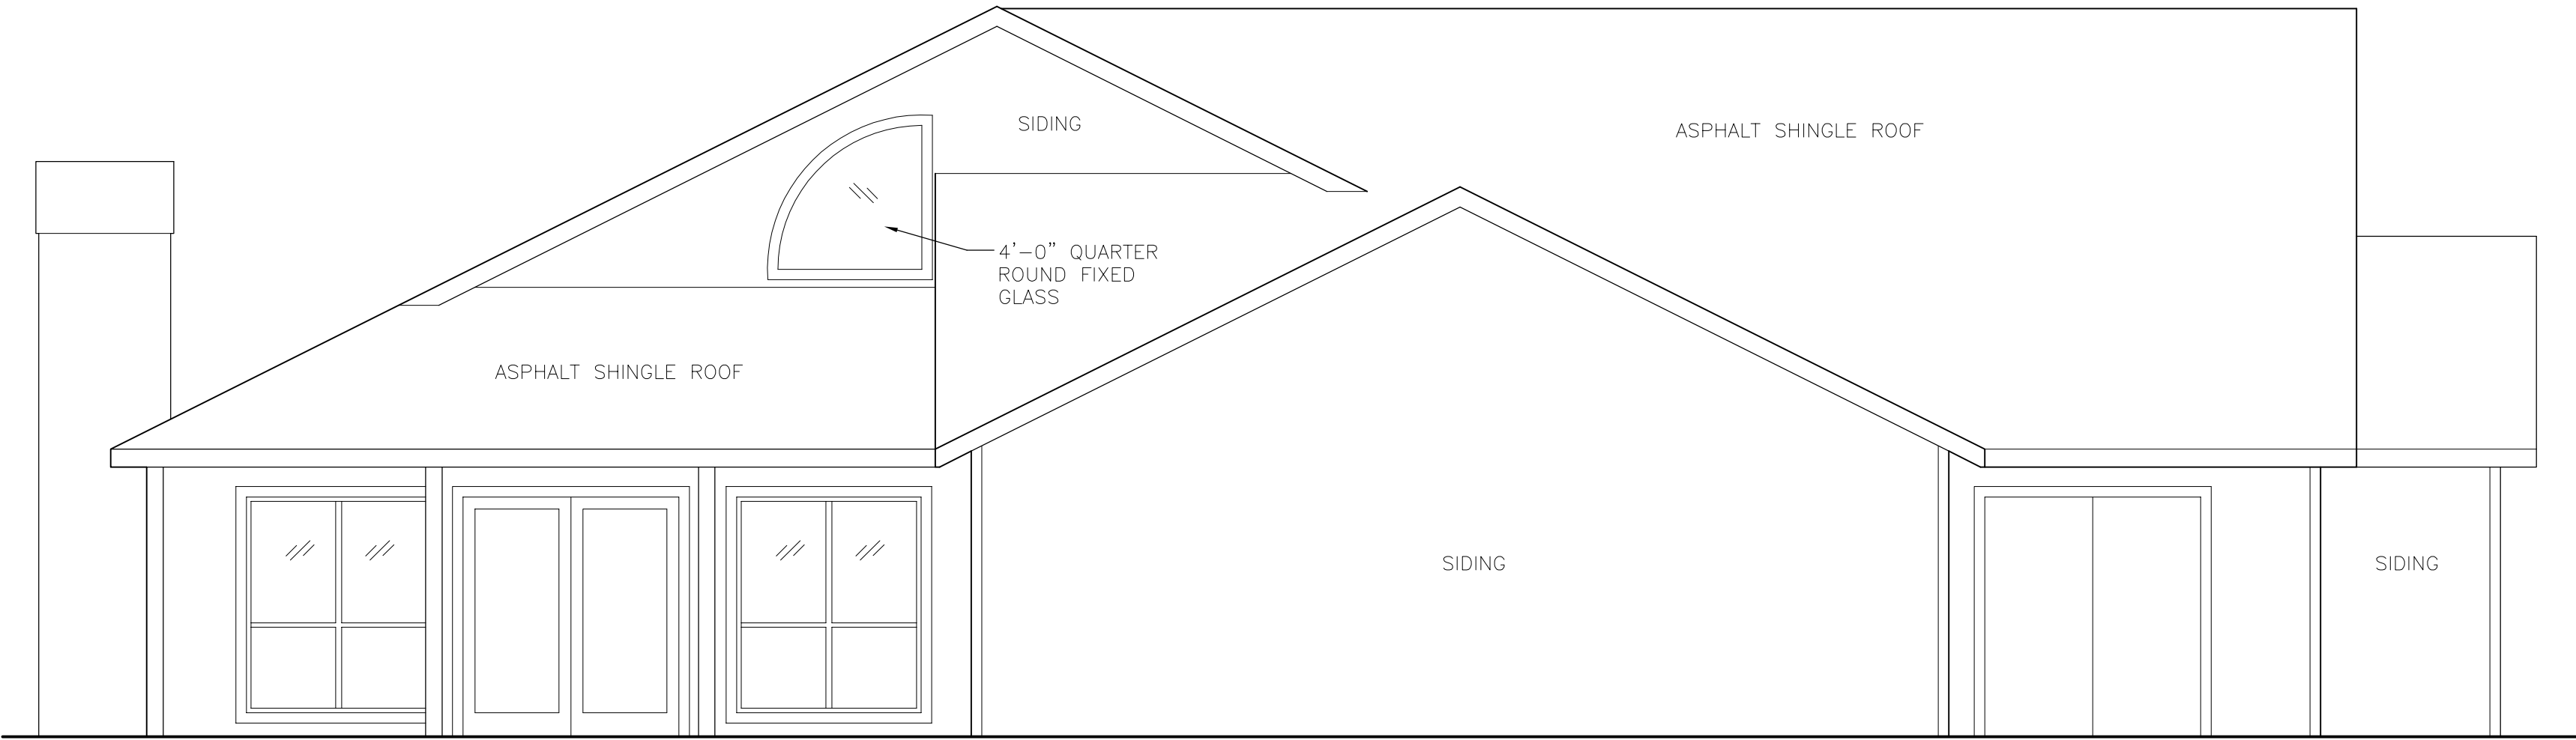 SIDING
ASPHALT SHINGLE ROOF
4'-0" QUARTER
ROUND FIXED
GLASS
ASPHALT SHINGLE ROOF
SIDING
SIDING